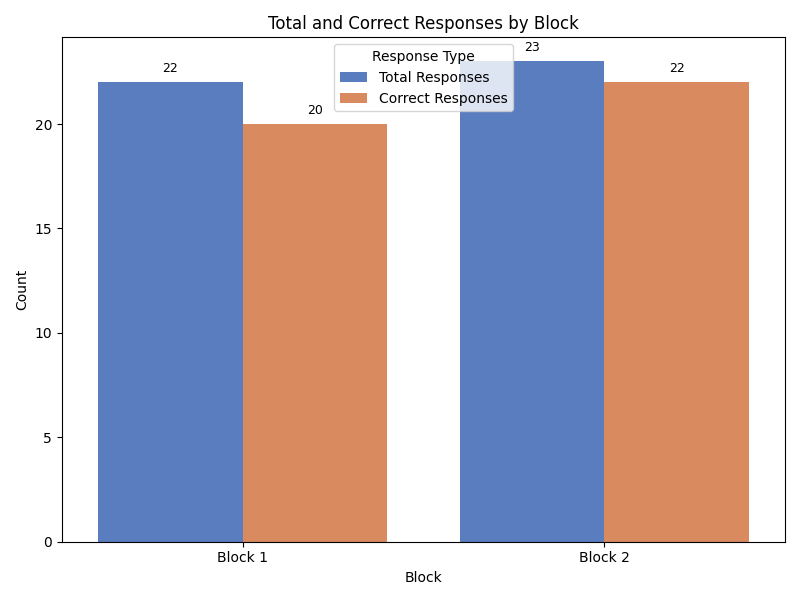 Total and Correct Responses by Block
Response Type
Total Responses
Correct Responses
22
20
23
22
Count
20
15
10
5
0
Block 1
Block 2
Block